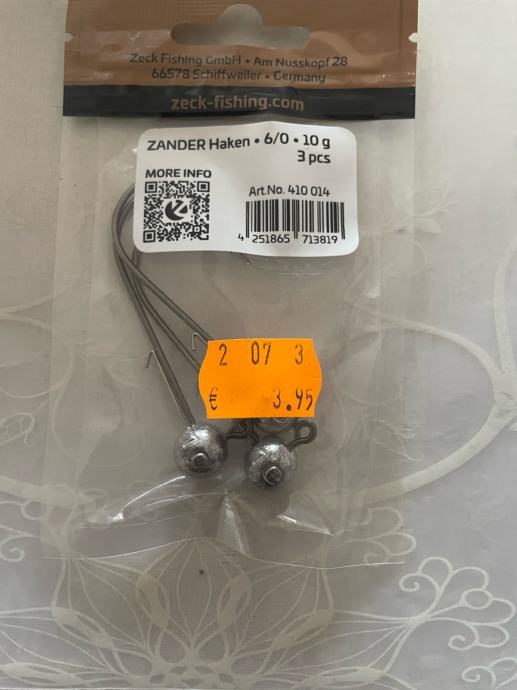 Zeck Fishing GmbH • Am Nusskopf 28
66578 Schiffweiler • Germany
zeck-fishing.com
ZANDER Haken • 6/0 • 10 g
3 pcs
MORE INFO
Art.No. 410 014
4 251865 713819
2 07 3
€ 3.95